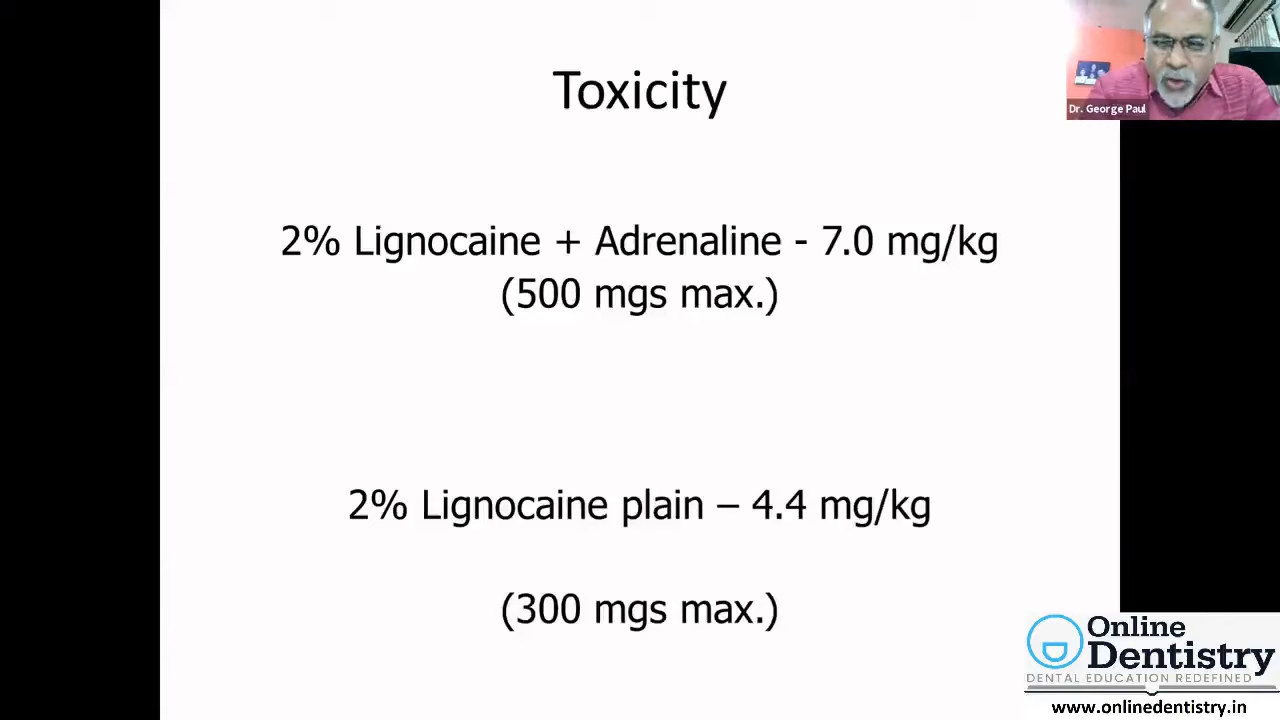 Toxicity
Dr. George Paul
2% Lignocaine + Adrenaline - 7.0 mg/kg
(500 mgs max.)
2% Lignocaine plain – 4.4 mg/kg
(300 mgs max.)
Online
Dentistry
DENTAL EDUCATION REDEFINED
www.onlinedentistry.in